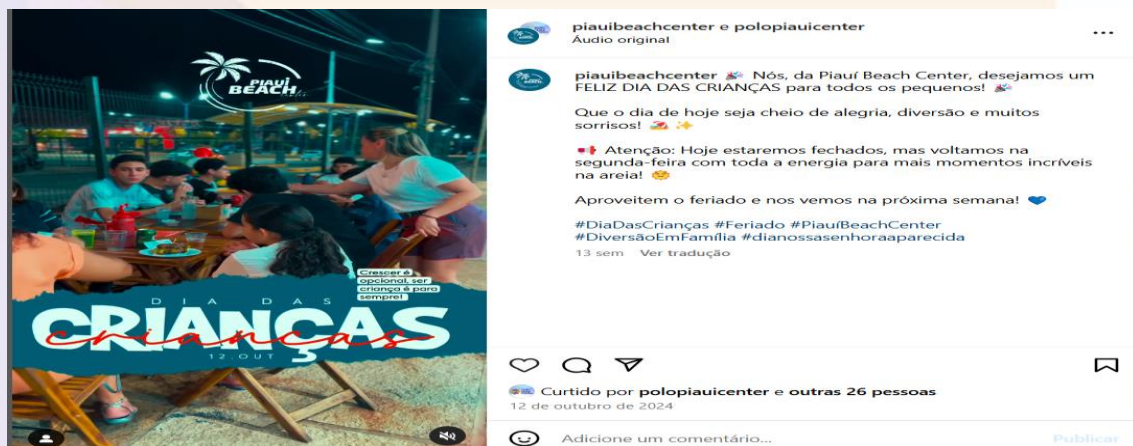 PIAUÍ
BEACH
Crescer é
opcional, ser
criança é para
sempre!
DIA DAS
CRIANÇAS
crianças
12.OUT
piauibeachcenter e polopiauicenter
Áudio original
piauibeachcenter 🎉 Nós, da Piauí Beach Center, desejamos um
FELIZ DIA DAS CRIANÇAS para todos os pequenos! 🎉
Que o dia de hoje seja cheio de alegria, diversão e muitos
sorrisos! 🏖️ ✨
📢 Atenção: Hoje estaremos fechados, mas voltamos na
segunda-feira com toda a energia para mais momentos incríveis
na areia! 🌞
Aproveitem o feriado e nos vemos na próxima semana! 💙
#DiaDasCrianças #Feriado #PiauíBeachCenter
#DiversãoEmFamília #dianossasenhoraaparecida
13 sem Ver tradução
Curtido por polopiauicenter e outras 26 pessoas
12 de outubro de 2024
Adicione um comentário...
Publicar